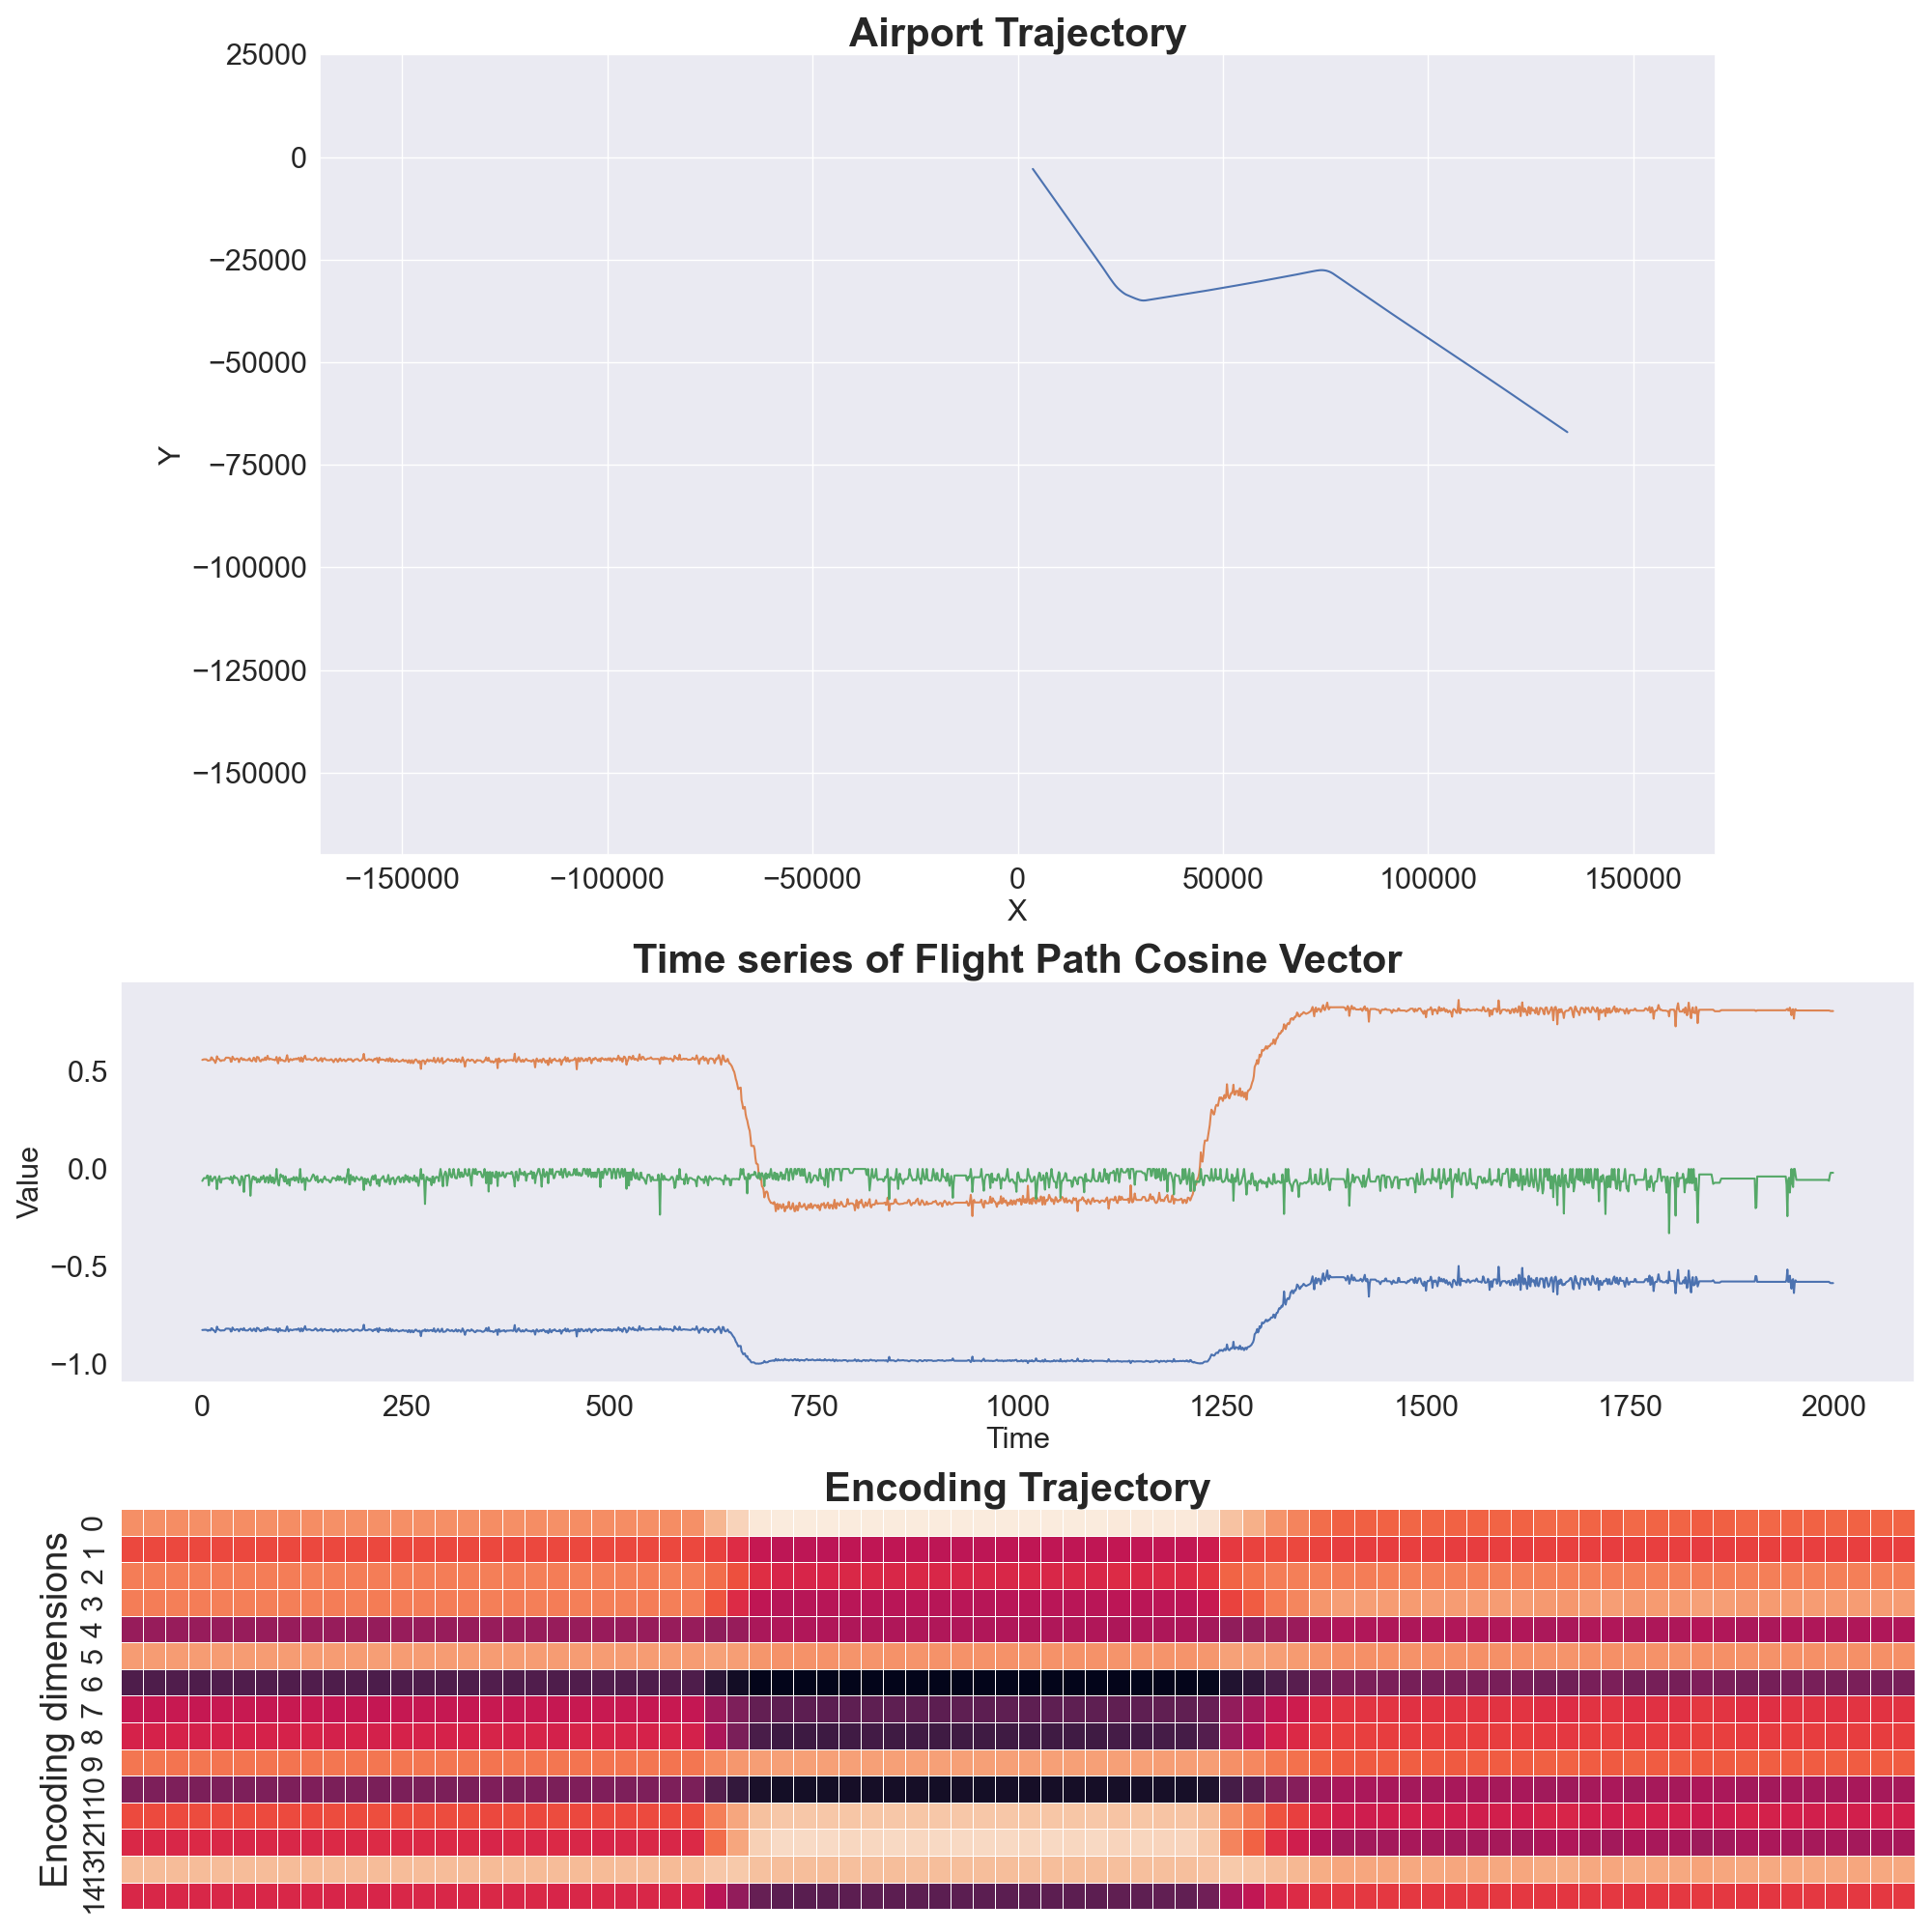 Airport Trajectory
25000
0
−25000
−50000
−75000
−100000
−125000
−150000
Y
−150000 −100000 −50000 0 50000 100000 150000
X
Time series of Flight Path Cosine Vector
0.5
0.0
−0.5
−1.0
Value
0 250 500 750 1000 1250 1500 1750 2000
Time
Encoding Trajectory
Encoding dimensions
0
1
2
3
4
5
6
7
8
9
10
11
12
13
14